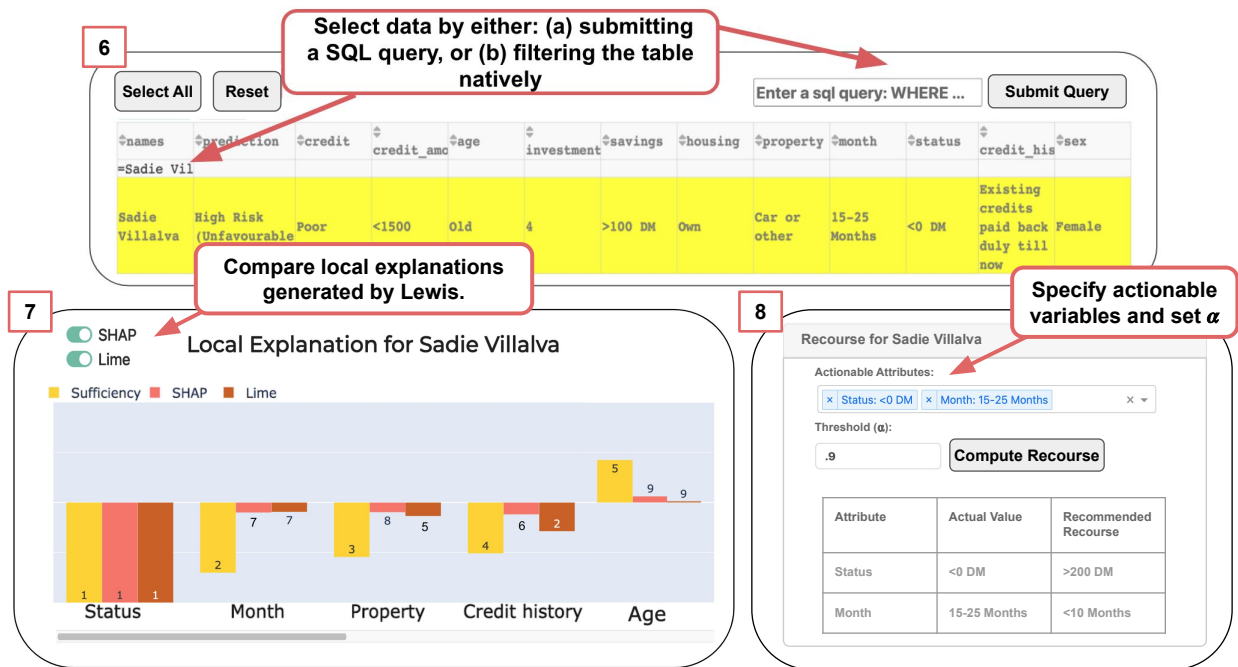 6
Select data by either: (a) submitting
a SQL query, or (b) filtering the table
natively
Select All
Reset
Enter a sql query: WHERE ...
Submit Query
names prediction credit credit_amo age investment savings housing property month status credit_his sex
=Sadie Vil
Sadie Villalva
High Risk (Unfavourable
Poor
<1500
Old
4
>100 DM
Own
Car or other
15-25 Months
<0 DM
Existing
credits
paid back
duly till
now
Female
7
Compare local explanations
generated by Lewis.
SHAP
Lime
Local Explanation for Sadie Villalva
Sufficiency SHAP Lime
5 9 9
7 7 8 5 6 2
2 3 4
1 1 1
Status Month Property Credit history Age
8
Specify actionable
variables and set α
Recourse for Sadie Villalva
Actionable Attributes:
× Status: <0 DM × Month: 15-25 Months ×
Threshold (α):
.9
Compute Recourse
Attribute Actual Value Recommended
Recourse
Status <0 DM >200 DM
Month 15-25 Months <10 Months